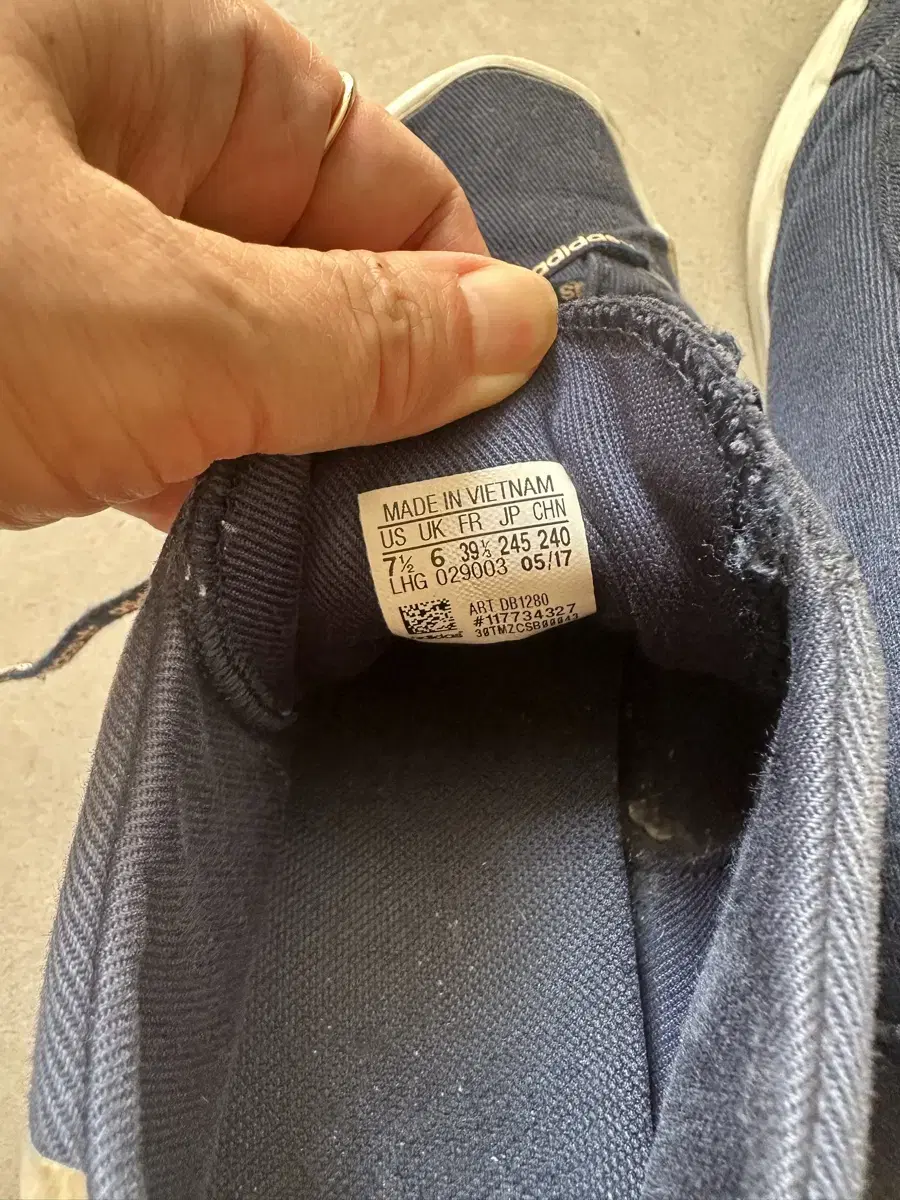 adidas
MADE IN VIETNAM
US UK FR JP CHN
7½ 6 39⅓ 245 240
LHG 029003 05/17
ART DB1280
#117734327
adidas